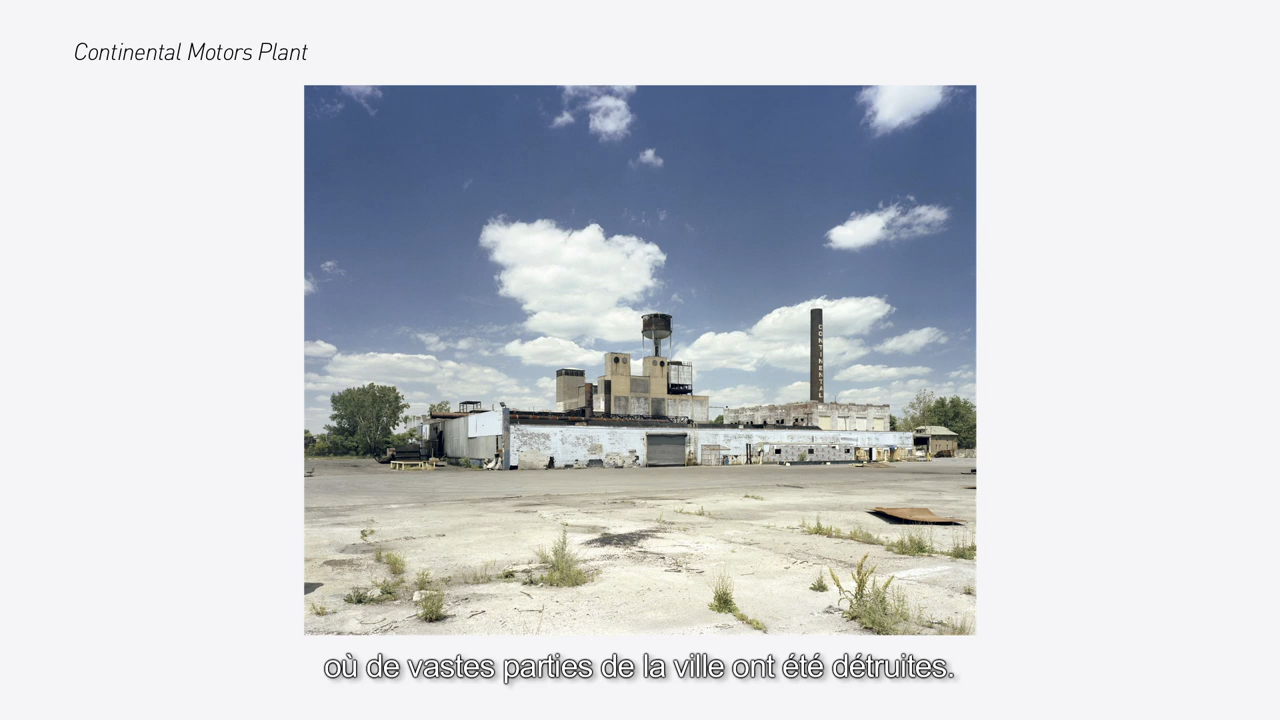 Continental Motors Plant
CONTINENTAL
où de vastes parties de la ville ont été détruites.